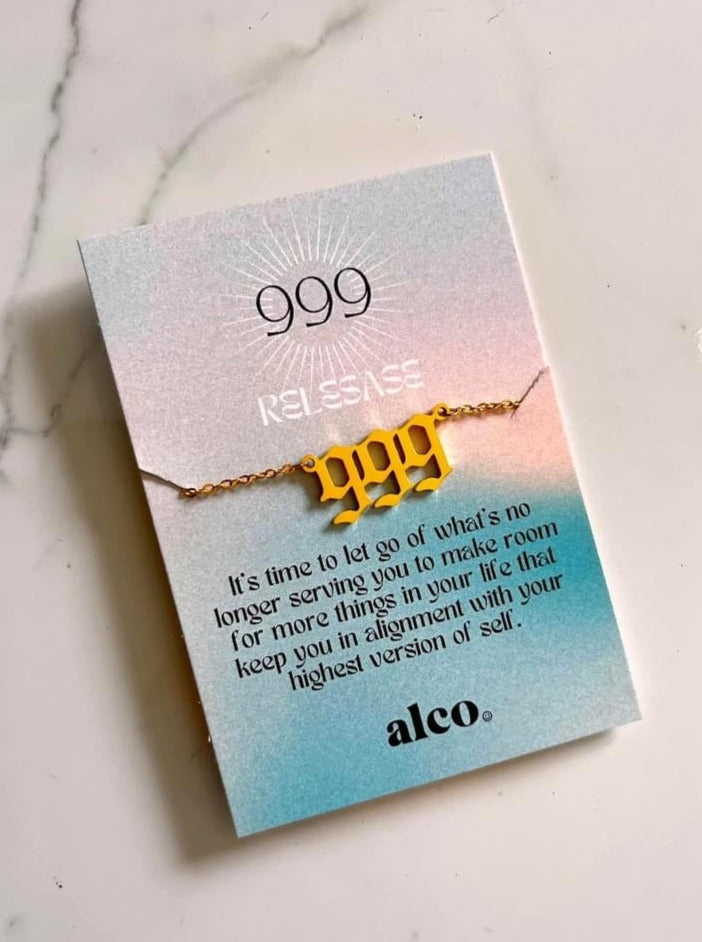 999
RELESASE
999
It's time to let go of what's no
longer serving you to make room
for more things in your life that
keep you in alignment with your
highest version of self.
alco